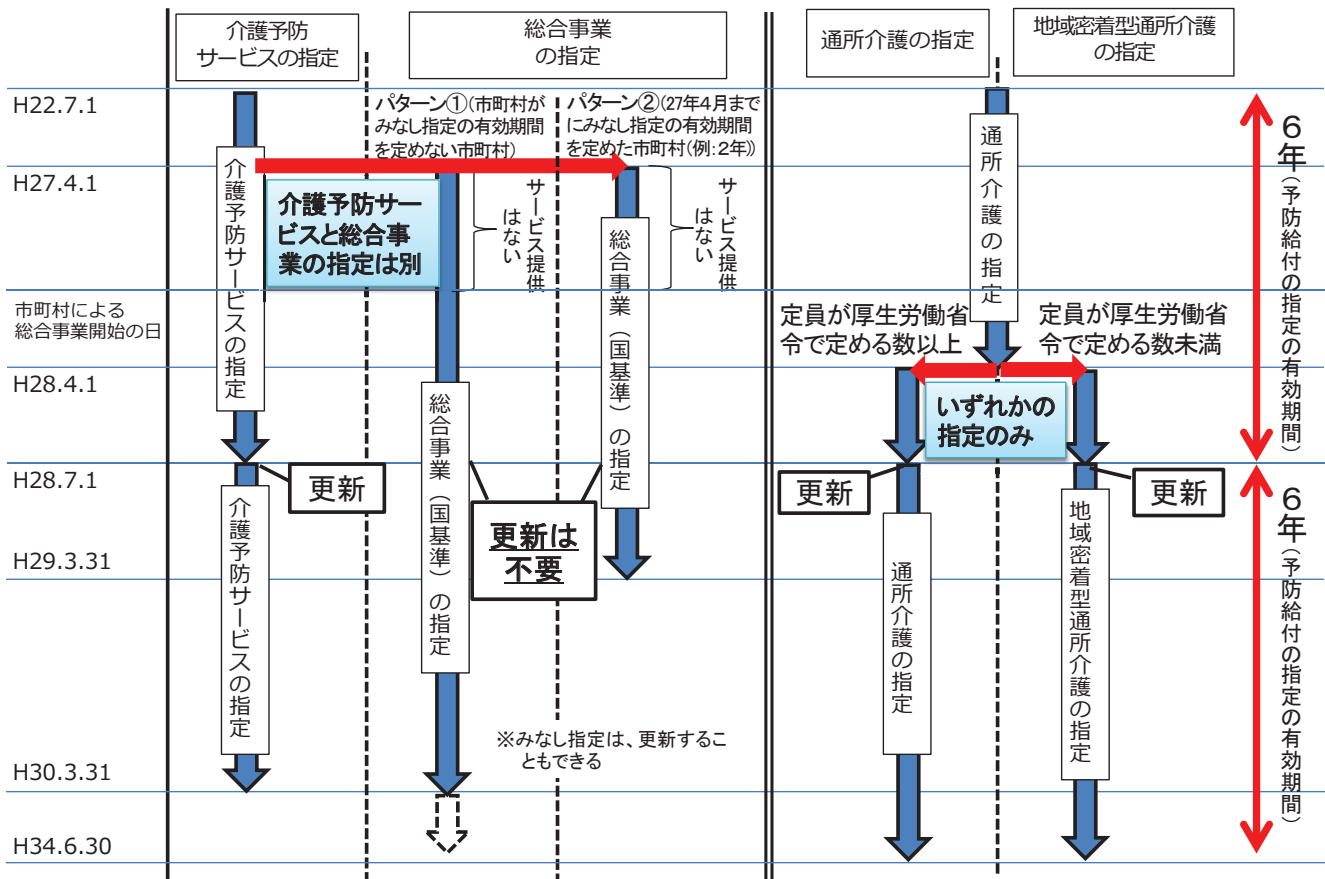 介護予防
サービスの指定
総合事業
の指定
通所介護の指定
地域密着型通所介護
の指定
H22.7.1
H27.4.1
市町村による
総合事業開始の日
H28.4.1
H28.7.1
H29.3.31
H30.3.31
H34.6.30
パターン①(市町村が
みなし指定の有効期間
を定めない市町村)
パターン②(27年4月まで
にみなし指定の有効期間
を定めた市町村(例:2年))
介護予防サービスの指定
介護予防サー
ビスと総合事
業の指定は別
サービス提供
はない
サービス提供
はない
総合事業（国基準）の指定
総合事業（国基準）の指定
更新
介護予防サービスの指定
更新は
不要
※みなし指定は、更新するこ
ともできる
通所介護の指定
定員が厚生労働省
令で定める数以上
定員が厚生労働省
令で定める数未満
いずれかの
指定のみ
更新
更新
通所介護の指定
地域密着型通所介護の指定
6年(予防給付の指定の有効期間)
6年(予防給付の指定の有効期間)